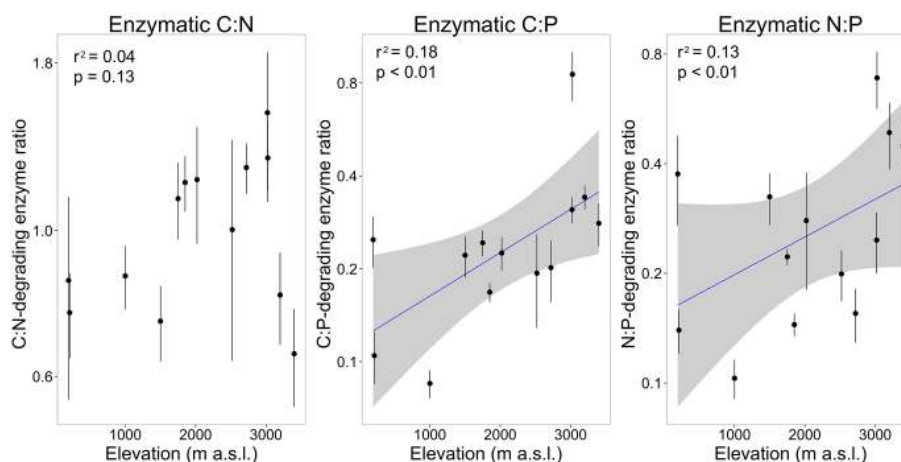 Enzymatic C:N
r² = 0.04
p = 0.13
C:N-degrading enzyme ratio
1.8
1.0
0.6
1000 2000 3000
Elevation (m a.s.l.)
Enzymatic C:P
r² = 0.18
p < 0.01
C:P-degrading enzyme ratio
0.8
0.4
0.2
0.1
1000 2000 3000
Elevation (m a.s.l.)
Enzymatic N:P
r² = 0.13
p < 0.01
N:P-degrading enzyme ratio
0.8
0.4
0.2
0.1
1000 2000 3000
Elevation (m a.s.l.)